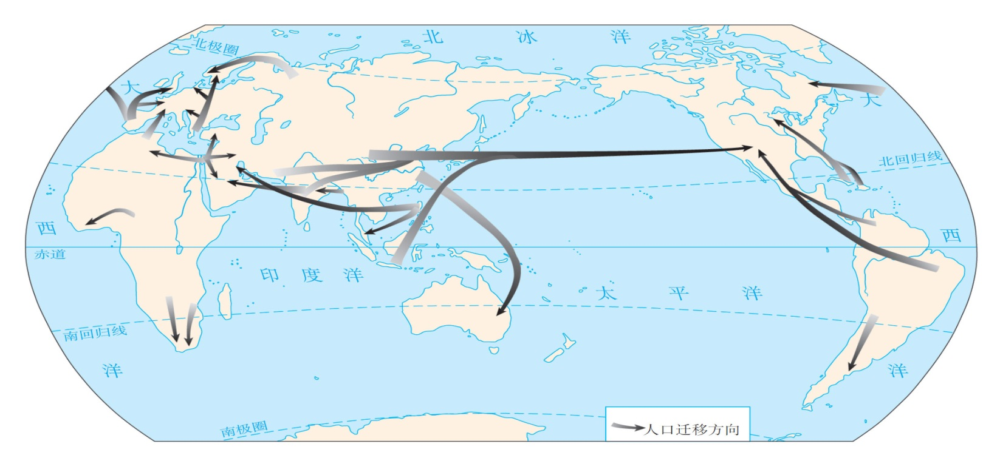 北 冰 洋
北极圈
大
大
北回归线
西
西
赤道
印 度 洋
太 平 洋
南回归线
洋
洋
南极圈
人口迁移方向